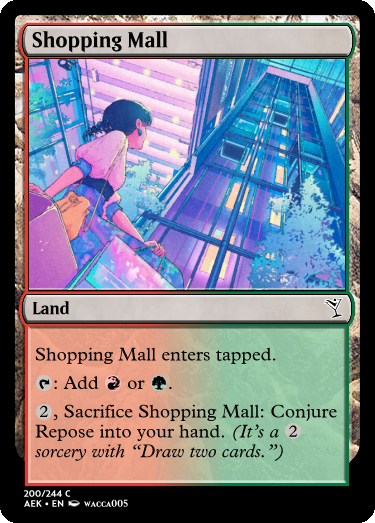 Shopping Mall
Land
Shopping Mall enters tapped.
: Add or .
2, Sacrifice Shopping Mall: Conjure
Repose into your hand. (It's a 2
sorcery with “Draw two cards.”)
200/244 C
AEK • EN WACCA005